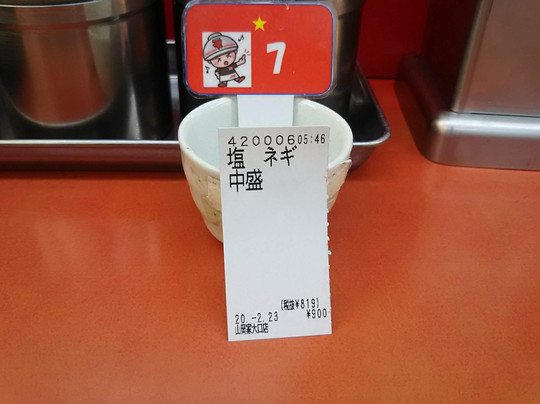 7
42000605:46
塩 ネギ
中盛
(税抜¥819)
20.-2.23 ¥900
山岡家大口店